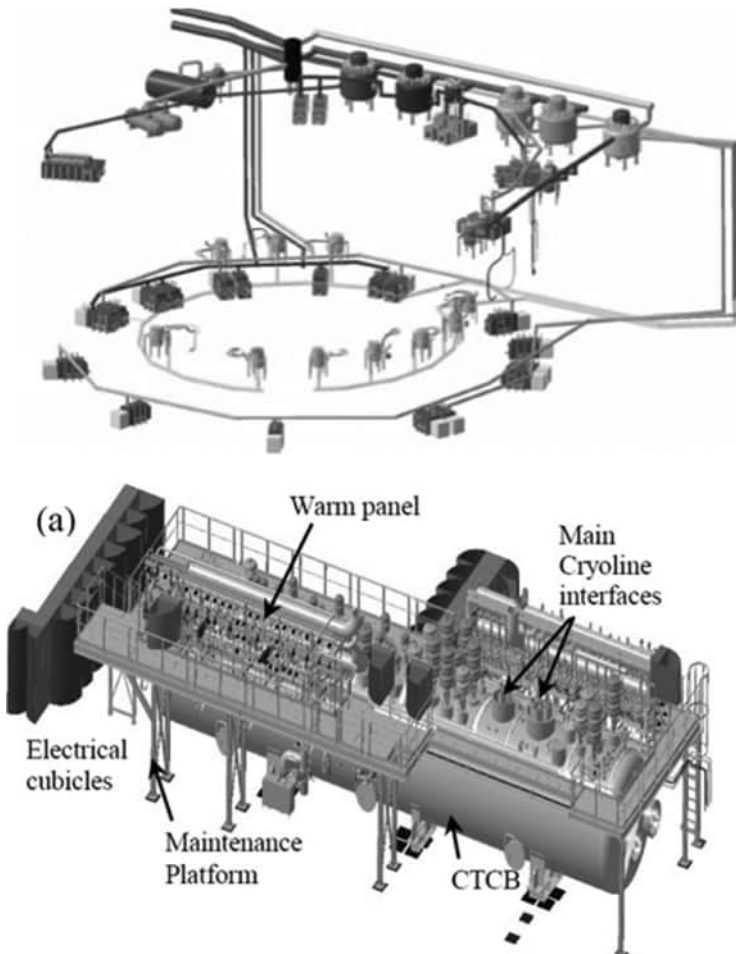 (a)
Warm panel
Main
Cryoline
interfaces
Electrical
cubicles
Maintenance
Platform
CTCB